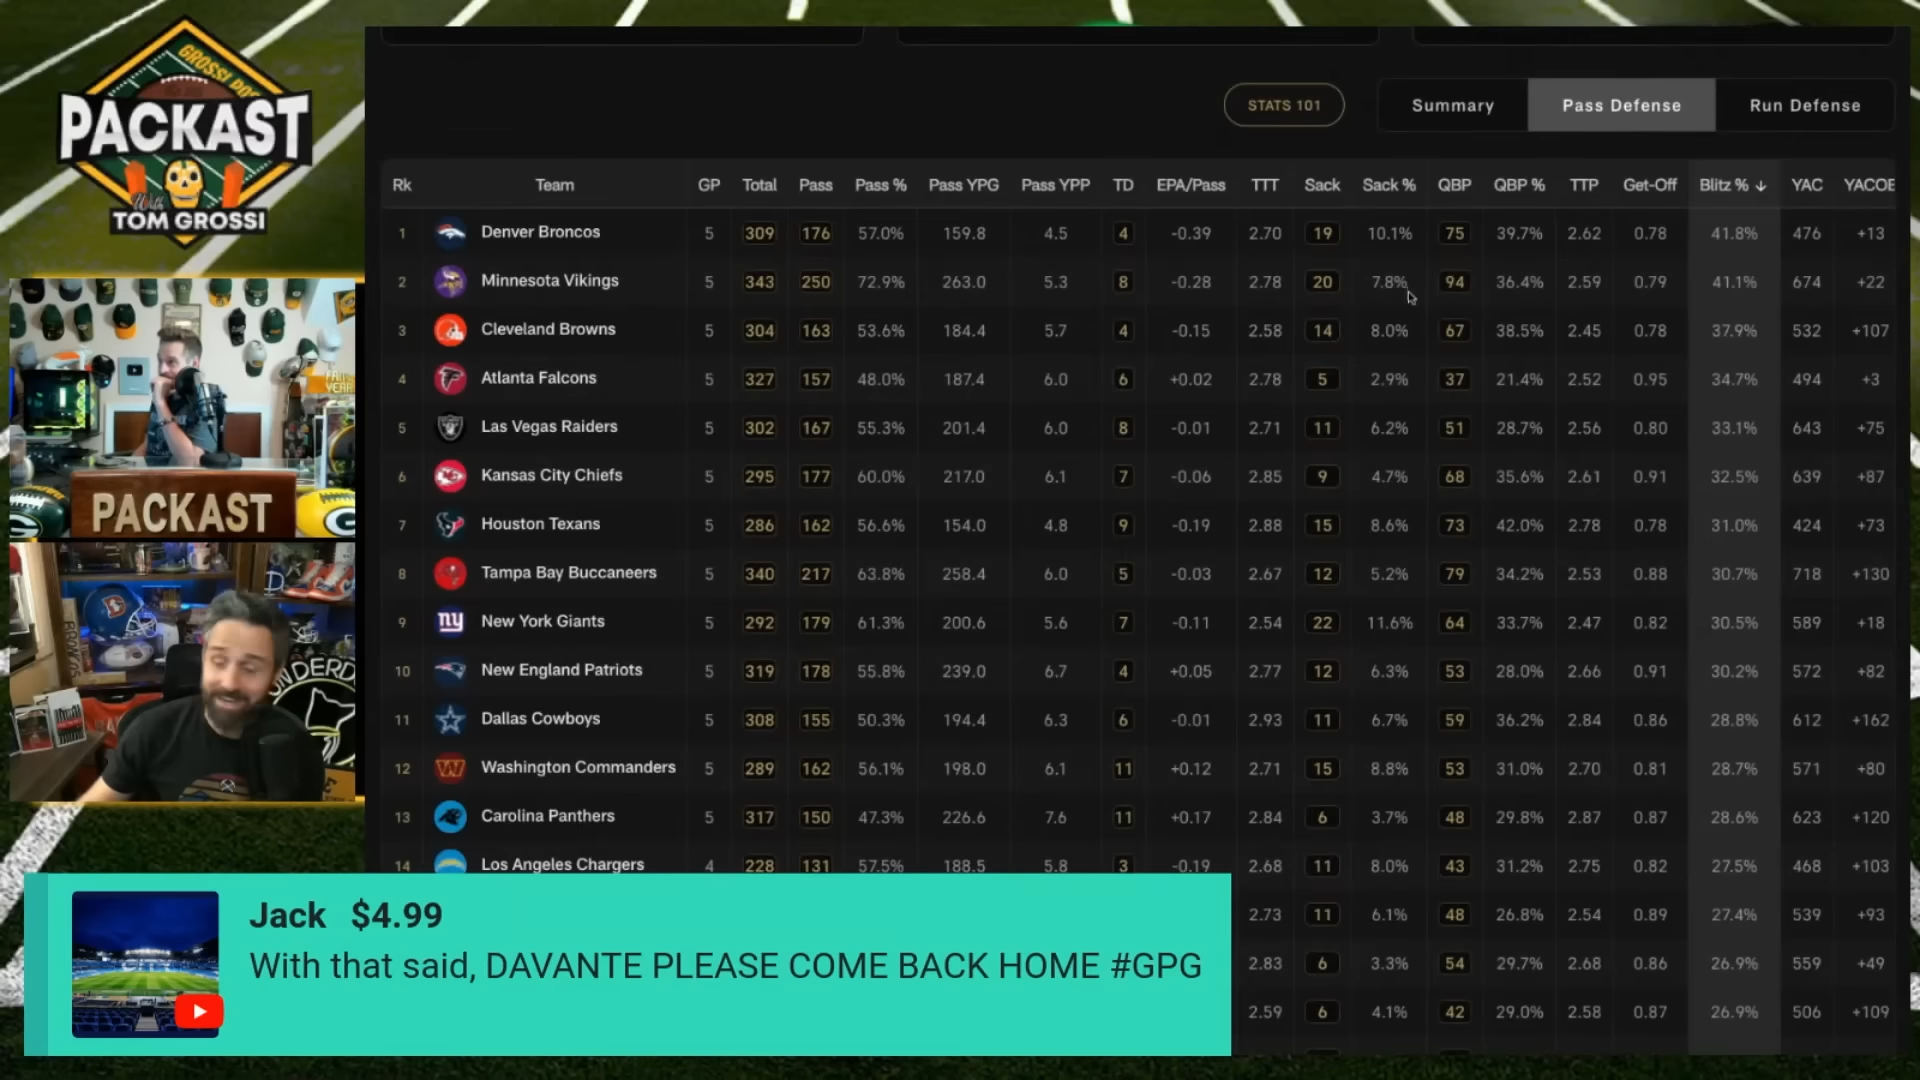 GROSSI
PACKAST
With
TOM GROSSI
PACKAST
STATS 101
Summary
Pass Defense
Run Defense
Rk Team GP Total Pass Pass % Pass YPG Pass YPP TD EPA/Pass TTT Sack Sack % QBP QBP % TTP Get-Off Blitz % ↓ YAC YACOE
1 Denver Broncos 5 309 176 57.0% 159.8 4.5 4 -0.39 2.70 19 10.1% 75 39.7% 2.62 0.78 41.8% 476 +13
2 Minnesota Vikings 5 343 250 72.9% 263.0 5.3 8 -0.28 2.78 20 7.8% 94 36.4% 2.59 0.79 41.1% 674 +22
3 Cleveland Browns 5 304 163 53.6% 184.4 5.7 4 -0.15 2.58 14 8.0% 67 38.5% 2.45 0.78 37.9% 532 +107
4 Atlanta Falcons 5 327 157 48.0% 187.4 6.0 6 +0.02 2.78 5 2.9% 37 21.4% 2.52 0.95 34.7% 494 +3
5 Las Vegas Raiders 5 302 167 55.3% 201.4 6.0 8 -0.01 2.71 11 6.2% 51 28.7% 2.56 0.80 33.1% 643 +75
6 Kansas City Chiefs 5 295 177 60.0% 217.0 6.1 7 -0.06 2.85 9 4.7% 68 35.6% 2.61 0.91 32.5% 639 +87
7 Houston Texans 5 286 162 56.6% 154.0 4.8 9 -0.19 2.88 15 8.6% 73 42.0% 2.78 0.78 31.0% 424 +73
8 Tampa Bay Buccaneers 5 340 217 63.8% 258.4 6.0 5 -0.03 2.67 12 5.2% 79 34.2% 2.53 0.88 30.7% 718 +130
9 New York Giants 5 292 179 61.3% 200.6 5.6 7 -0.11 2.54 22 11.6% 64 33.7% 2.47 0.82 30.5% 589 +18
10 New England Patriots 5 319 178 55.8% 239.0 6.7 4 +0.05 2.77 12 6.3% 53 28.0% 2.66 0.91 30.2% 572 +82
11 Dallas Cowboys 5 308 155 50.3% 194.4 6.3 6 -0.01 2.93 11 6.7% 59 36.2% 2.84 0.86 28.8% 612 +162
12 Washington Commanders 5 289 162 56.1% 198.0 6.1 11 +0.12 2.71 15 8.8% 53 31.0% 2.70 0.81 28.7% 571 +80
13 Carolina Panthers 5 317 150 47.3% 226.6 7.6 11 +0.17 2.84 6 3.7% 48 29.8% 2.87 0.87 28.6% 623 +120
14 Los Angeles Chargers 4 228 131 57.5% 188.5 5.8 3 -0.19 2.68 11 8.0% 43 31.2% 2.75 0.82 27.5% 468 +103
2.73 11 6.1% 48 26.8% 2.54 0.89 27.4% 539 +93
2.83 6 3.3% 54 29.7% 2.68 0.86 26.9% 559 +49
2.59 6 4.1% 42 29.0% 2.58 0.87 26.9% 506 +109
Jack $4.99
With that said, DAVANTE PLEASE COME BACK HOME #GPG